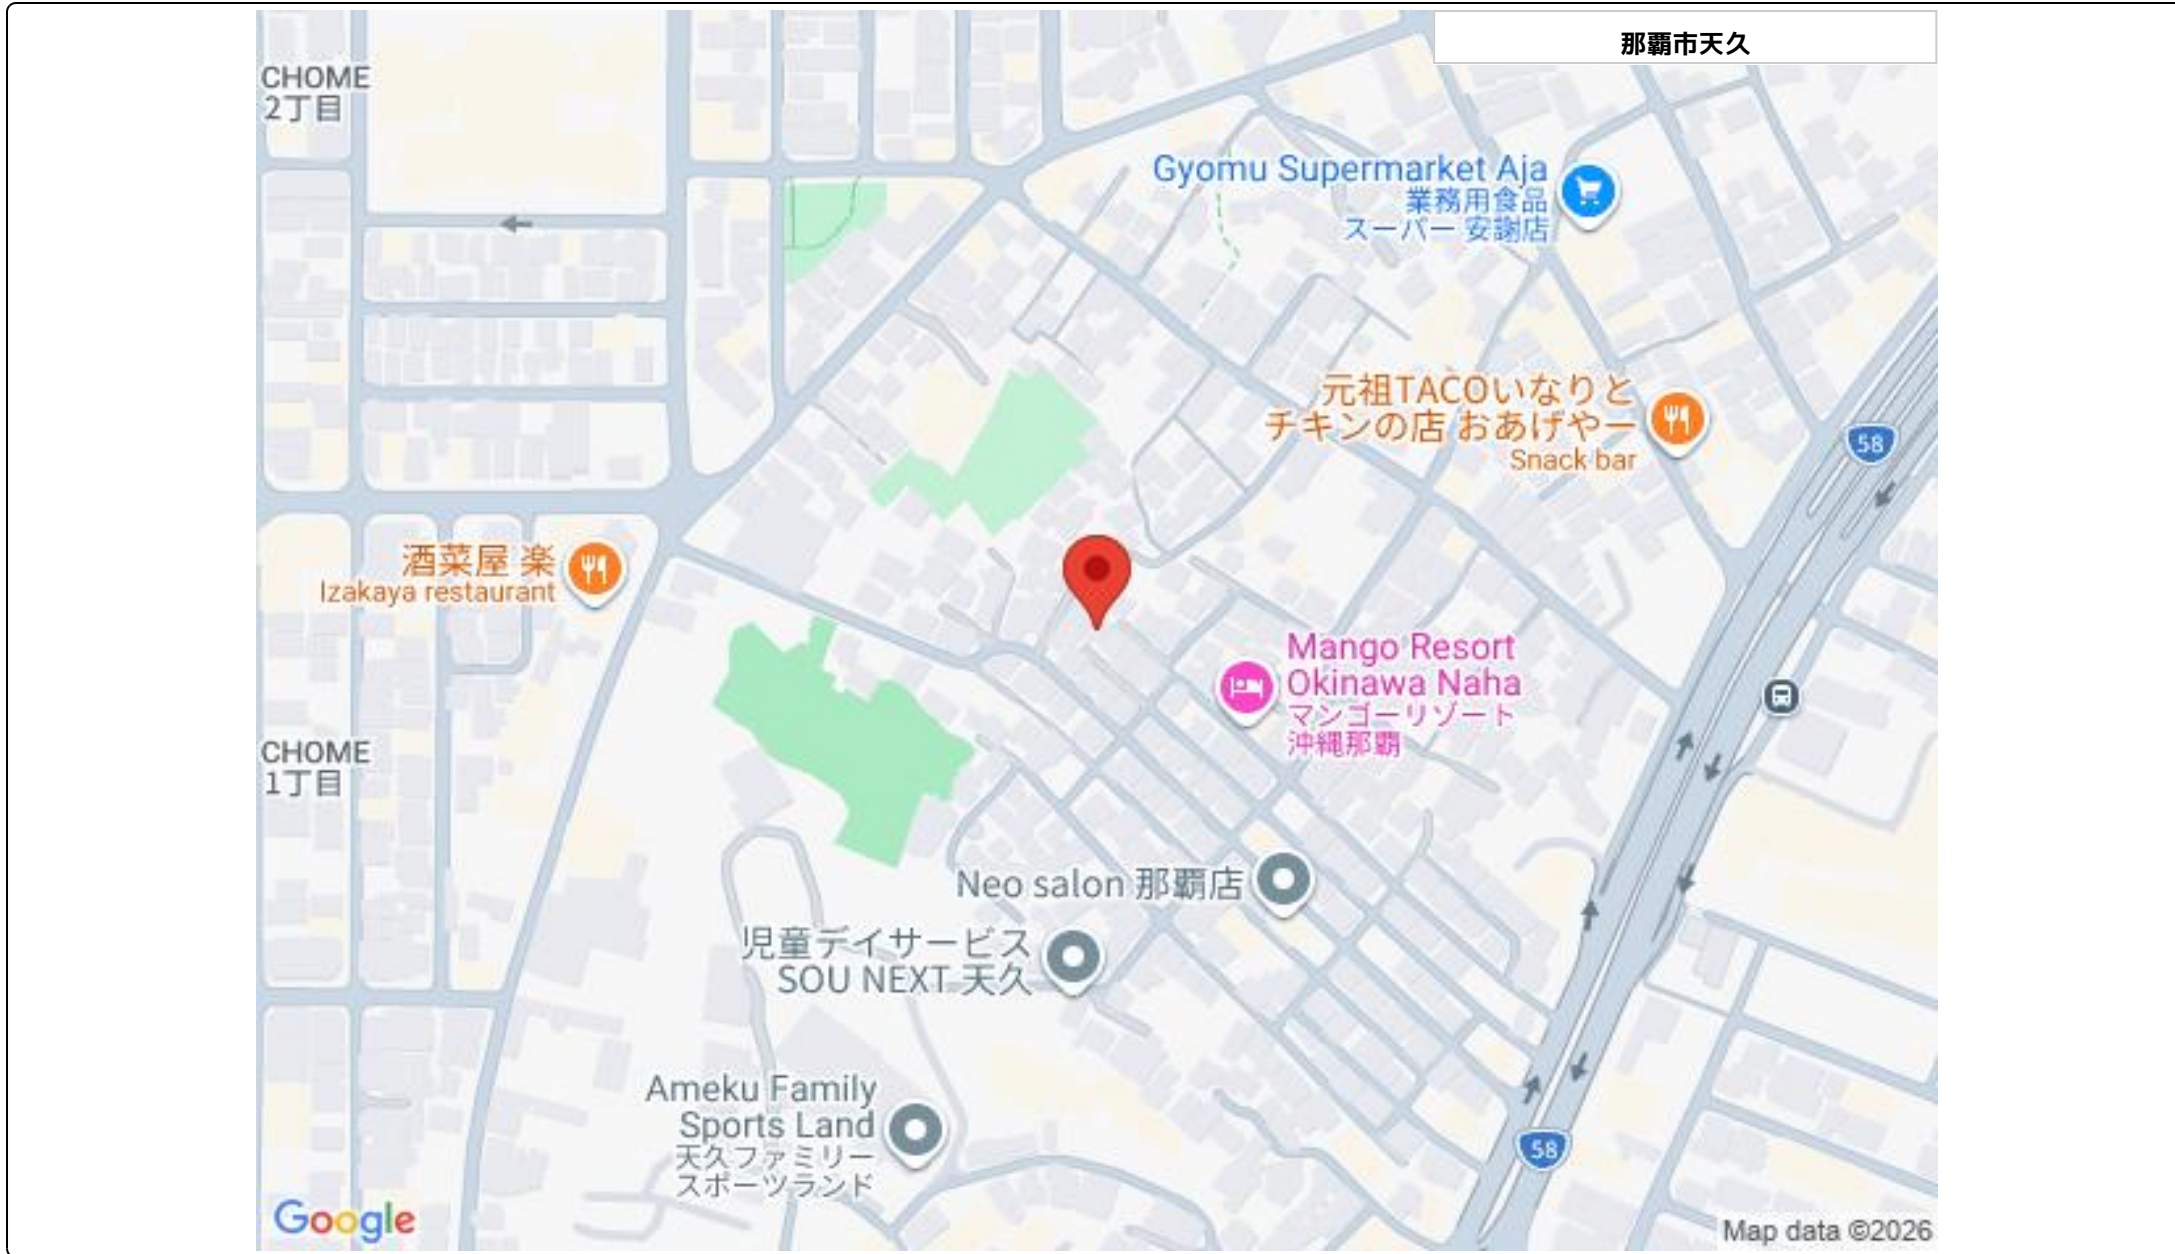 那覇市天久
CHOME
2丁目
Gyomu Supermarket Aja
業務用食品
スーパー 安謝店
元祖TACOいなりと
チキンの店 おあげやー
Snack bar
58
酒菜屋 楽
Izakaya restaurant
Mango Resort
Okinawa Naha
マンゴーリゾート
沖縄那覇
CHOME
1丁目
Neo salon 那覇店
児童デイサービス
SOU NEXT 天久
Ameku Family
Sports Land
天久ファミリー
スポーツランド
58
Google
Map data ©2026